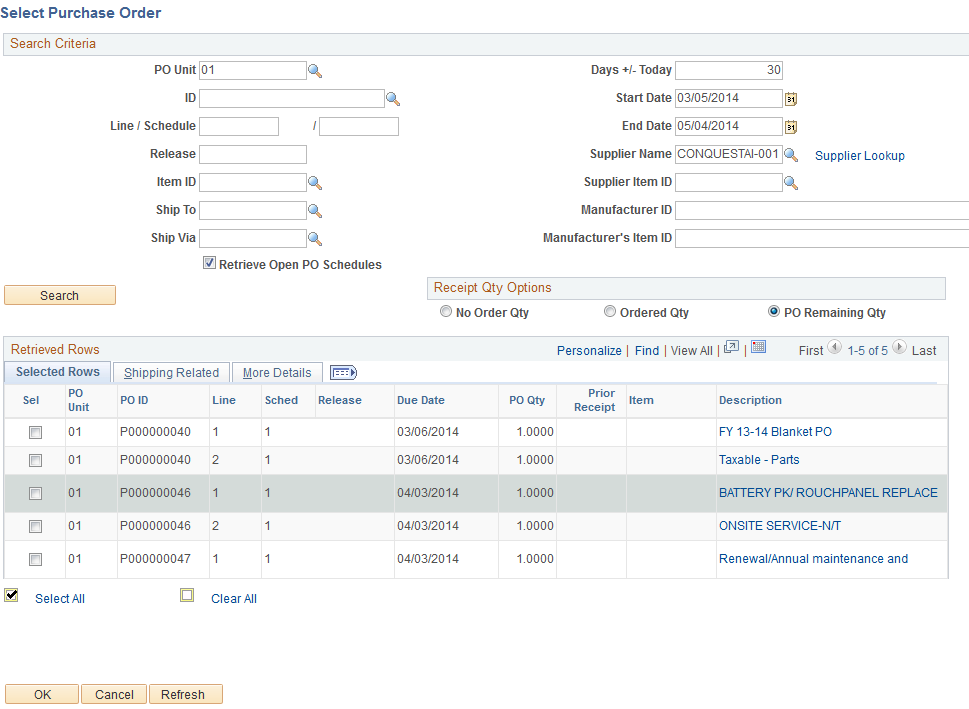 Select Purchase Order
Search Criteria
PO Unit 01 Days +/- Today 30
ID Start Date 03/05/2014
Line / Schedule / End Date 05/04/2014
Release Supplier Name CONQUESTAI-001 Supplier Lookup
Item ID Supplier Item ID
Ship To Manufacturer ID
Ship Via Manufacturer's Item ID
Retrieve Open PO Schedules
Search Receipt Qty Options
No Order Qty Ordered Qty PO Remaining Qty
Retrieved Rows Personalize | Find | View All | | First 1-5 of 5 Last
Selected Rows Shipping Related More Details
Sel PO Unit PO ID Line Sched Release Due Date PO Qty Prior Receipt Item Description
01 P000000040 1 1 03/06/2014 1.0000 FY 13-14 Blanket PO
01 P000000040 2 1 03/06/2014 1.0000 Taxable - Parts
01 P000000046 1 1 04/03/2014 1.0000 BATTERY PK/ ROUCHPANEL REPLACE
01 P000000046 2 1 04/03/2014 1.0000 ONSITE SERVICE-N/T
01 P000000047 1 1 04/03/2014 1.0000 Renewal/Annual maintenance and
Select All Clear All
OK Cancel Refresh